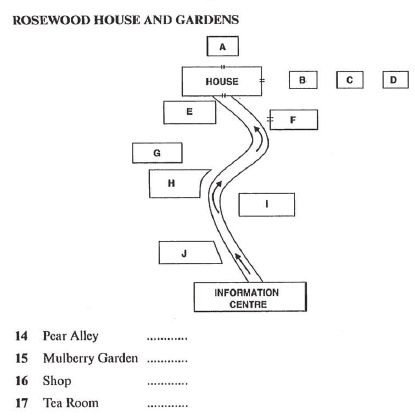 ROSEWOOD HOUSE AND GARDENS
A
HOUSE
B C D
E
F
G
H
I
J
INFORMATION
CENTRE
14 Pear Alley ............
15 Mulberry Garden ............
16 Shop ............
17 Tea Room ............